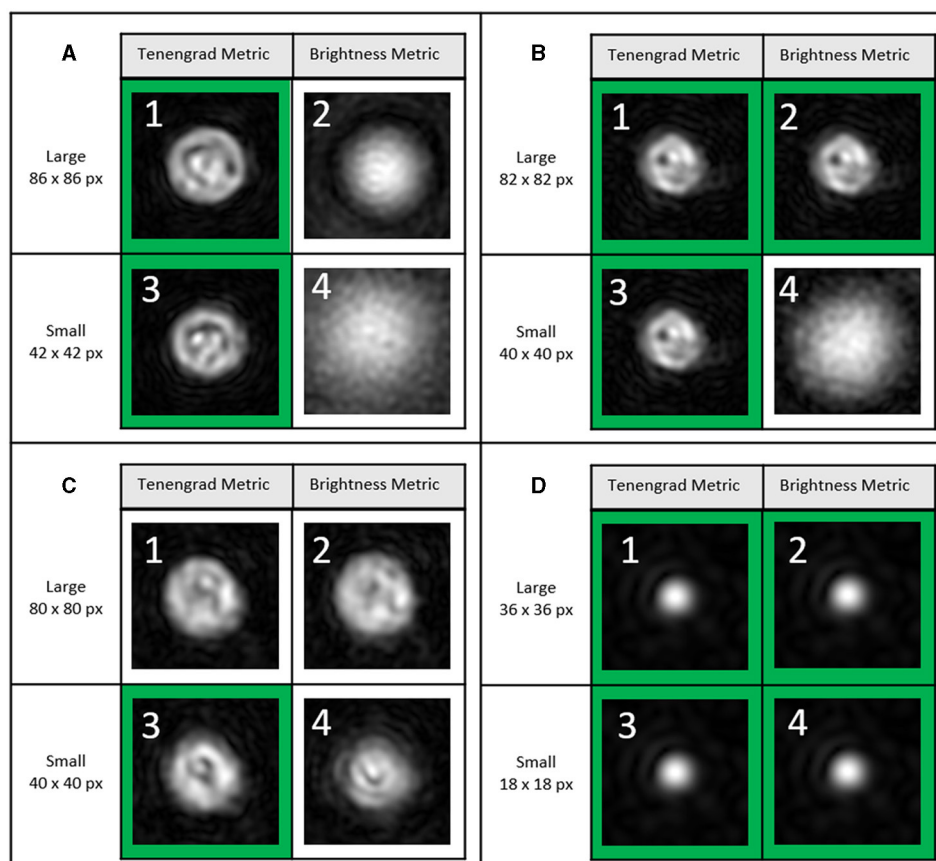 A
Tenengrad Metric Brightness Metric
Large
86 x 86 px
1 2
Small
42 x 42 px
3 4
B
Tenengrad Metric Brightness Metric
Large
82 x 82 px
1 2
Small
40 x 40 px
3 4
C
Tenengrad Metric Brightness Metric
Large
80 x 80 px
1 2
Small
40 x 40 px
3 4
D
Tenengrad Metric Brightness Metric
Large
36 x 36 px
1 2
Small
18 x 18 px
3 4